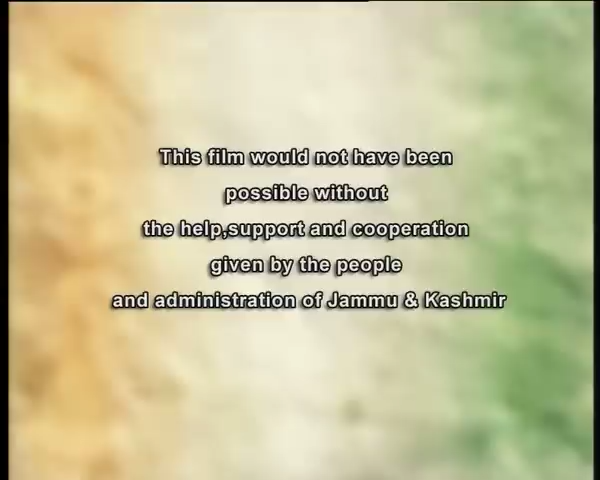 This film would not have been
possible without
the help,support and cooperation
given by the people
and administration of Jammu & Kashmir